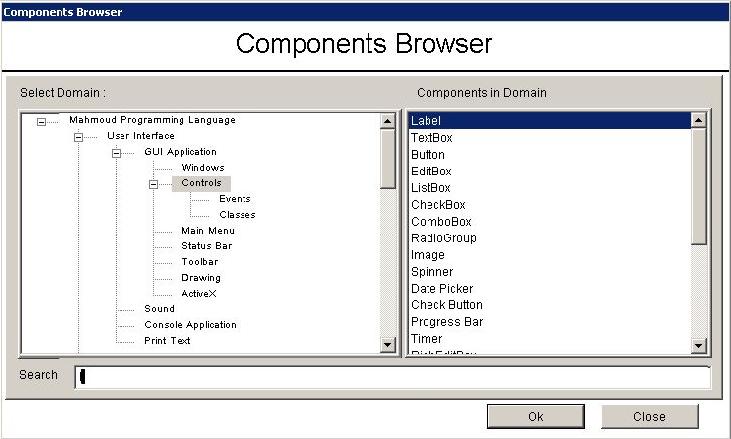 Components Browser
Components Browser
Select Domain :
Mahmoud Programming Language
User Interface
GUI Application
Windows
Controls
Events
Classes
Main Menu
Status Bar
Toolbar
Drawing
ActiveX
Sound
Console Application
Print Text
Components in Domain
Label
TextBox
Button
EditBox
ListBox
CheckBox
ComboBox
RadioGroup
Image
Spinner
Date Picker
Check Button
Progress Bar
Timer
RichEditBox
Search
Ok
Close